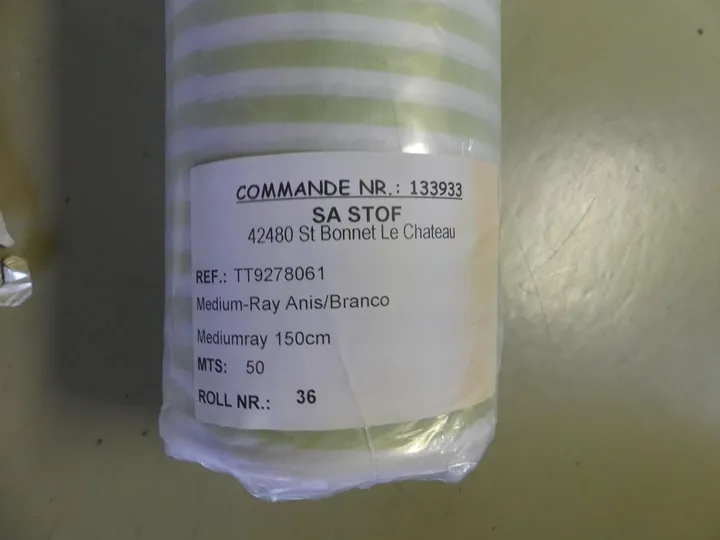 COMMANDE NR.: 133933
SA STOF
42480 St Bonnet Le Chateau
REF.: TT9278061
Medium-Ray Anis/Branco
Mediumray 150cm
MTS: 50
ROLL NR.: 36